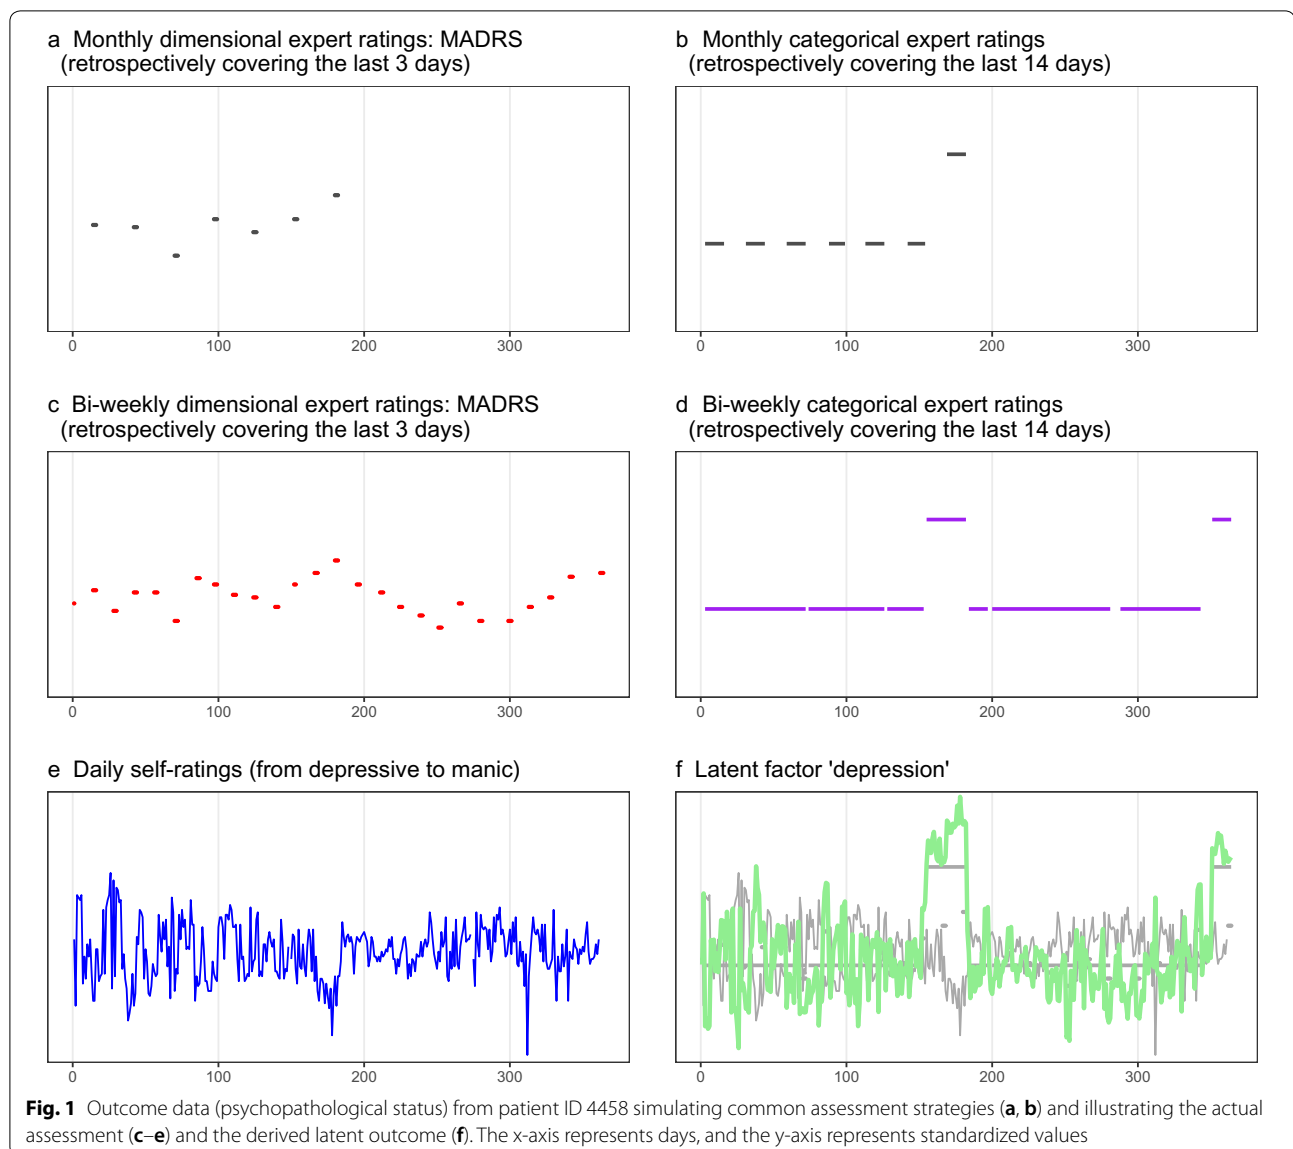 a Monthly dimensional expert ratings: MADRS
(retrospectively covering the last 3 days)
0 100 200 300
b Monthly categorical expert ratings
(retrospectively covering the last 14 days)
0 100 200 300
c Bi-weekly dimensional expert ratings: MADRS
(retrospectively covering the last 3 days)
0 100 200 300
d Bi-weekly categorical expert ratings
(retrospectively covering the last 14 days)
0 100 200 300
e Daily self-ratings (from depressive to manic)
0 100 200 300
f Latent factor 'depression'
0 100 200 300
Fig. 1 Outcome data (psychopathological status) from patient ID 4458 simulating common assessment strategies (a, b) and illustrating the actual
assessment (c–e) and the derived latent outcome (f). The x-axis represents days, and the y-axis represents standardized values